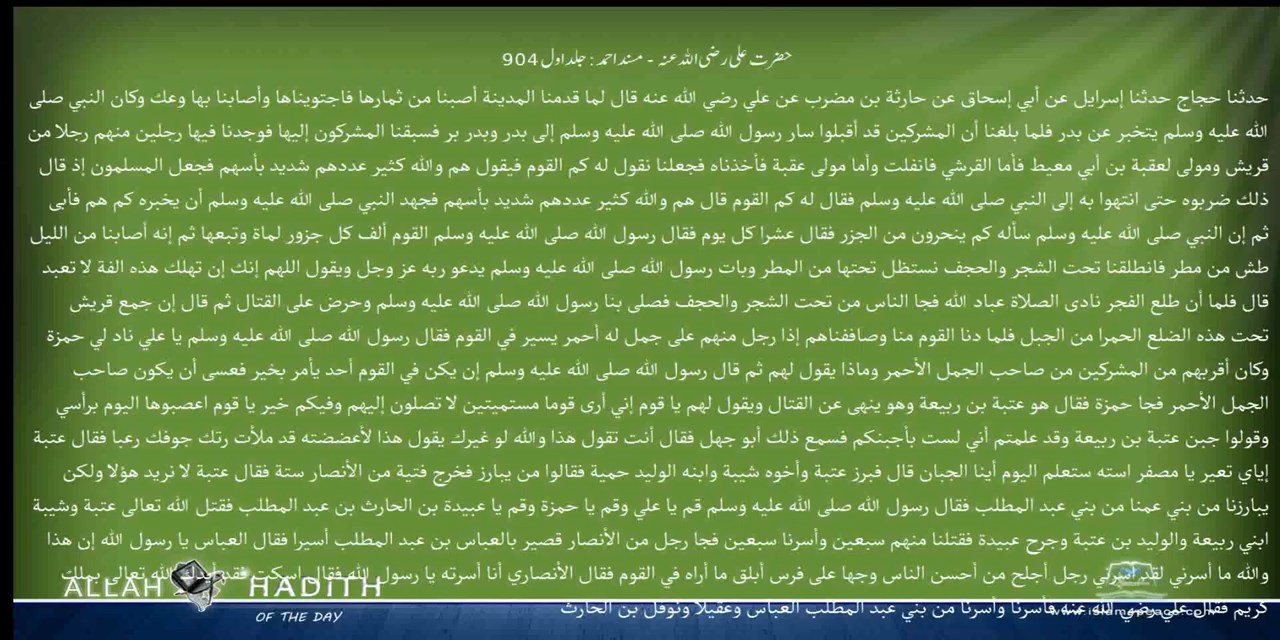 حضرت علی رضی اللہ عنہ - مسند احمد : جلد اول 904
حدثنا حجاج حدثنا إسرايل عن أبي إسحاق عن حارثة بن مضرب عن علي رضي الله عنه قال لما قدمنا المدينة أصبنا من ثمارها فاجتويناها وأصابنا بها وعك وكان النبي صلى
الله عليه وسلم يتخبر عن بدر فلما بلغنا أن المشركين قد أقبلوا سار رسول الله صلى الله عليه وسلم إلى بدر وبدر بر فسبقنا المشركون إليها فوجدنا فيها رجلين منهم رجلا من
قريش ومولى لعقبة بن أبي معيط فأما القرشي فانفلت وأما مولى عقبة فأخذناه فجعلنا نقول له كم القوم فيقول هم والله كثير عددهم شديد بأسهم فجعل المسلمون إذ قال
ذلك ضربوه حتى انتهوا به إلى النبي صلى الله عليه وسلم فقال له كم القوم قال هم والله كثير عددهم شديد بأسهم فجهد النبي صلى الله عليه وسلم أن يخبره كم هم فأبى
ثم إن النبي صلى الله عليه وسلم سأله كم ينحرون من الجزر فقال عشرا كل يوم فقال رسول الله صلى الله عليه وسلم القوم ألف كل جزور لماة وتبعها ثم إنه أصابنا من الليل
طش من مطر فانطلقنا تحت الشجر والحجف نستظل تحتها من المطر وبات رسول الله صلى الله عليه وسلم يدعو ربه عز وجل ويقول اللهم إنك إن تهلك هذه الفة لا تعبد
قال فلما أن طلع الفجر نادى الصلاة عباد الله فجا الناس من تحت الشجر والحجف فصلى بنا رسول الله صلى الله عليه وسلم وحرض على القتال ثم قال إن جمع قريش
تحت هذه الضلع الحمرا من الجبل فلما دنا القوم منا وصاففناهم إذا رجل منهم على جمل له أحمر يسير في القوم فقال رسول الله صلى الله عليه وسلم يا علي ناد لي حمزة
وكان أقربهم من المشركين من صاحب الجمل الأحمر وماذا يقول لهم ثم قال رسول الله صلى الله عليه وسلم إن يكن في القوم أحد يأمر بخير فعسى أن يكون صاحب
الجمل الأحمر فجا حمزة فقال هو عتبة بن ربيعة وهو ينهى عن القتال ويقول لهم يا قوم إني أرى قوما مستميتين لا تصلون إليهم وفيكم خير يا قوم اعصبوها اليوم برأسي
وقولوا جبن عتبة بن ربيعة وقد علمتم أني لست بأجبنكم فسمع ذلك أبو جهل فقال أنت تقول هذا والله لو غيرك يقول هذا لأعضضته قد ملأت رتك جوفك رعبا فقال عتبة
إياي تعير يا مصفر استه ستعلم اليوم أينا الجبان قال فبرز عتبة وأخوه شيبة وابنه الوليد حمية فقالوا من يبارز فخرج فتية من الأنصار ستة فقال عتبة لا نريد هؤلا ولكن
يبارزنا من بني عمنا من بني عبد المطلب فقال رسول الله صلى الله عليه وسلم قم يا علي وقم يا حمزة وقم يا عبيدة بن الحارث بن عبد المطلب فقتل الله تعالى عتبة وشيبة
ابني ربيعة والوليد بن عتبة وجرح عبيدة فقتلنا منهم سبعين وأسرنا سبعين فجا رجل من الأنصار قصير بالعباس بن عبد المطلب أسيرا فقال العباس يا رسول الله إن هذا
والله ما أسرني لقد أسرني رجل أجلح من أحسن الناس وجها على فرس أبلق ما أراه في القوم فقال الأنصاري أنا أسرته يا رسول الله فقال اسكت فقد أيدك الله تعالى بملك
كريم فقال علي رضي الله عنه فأسرنا وأسرنا من بني عبد المطلب العباس وعقيلا ونوفل بن الحارث
ALLAH HADITH
OF THE DAY